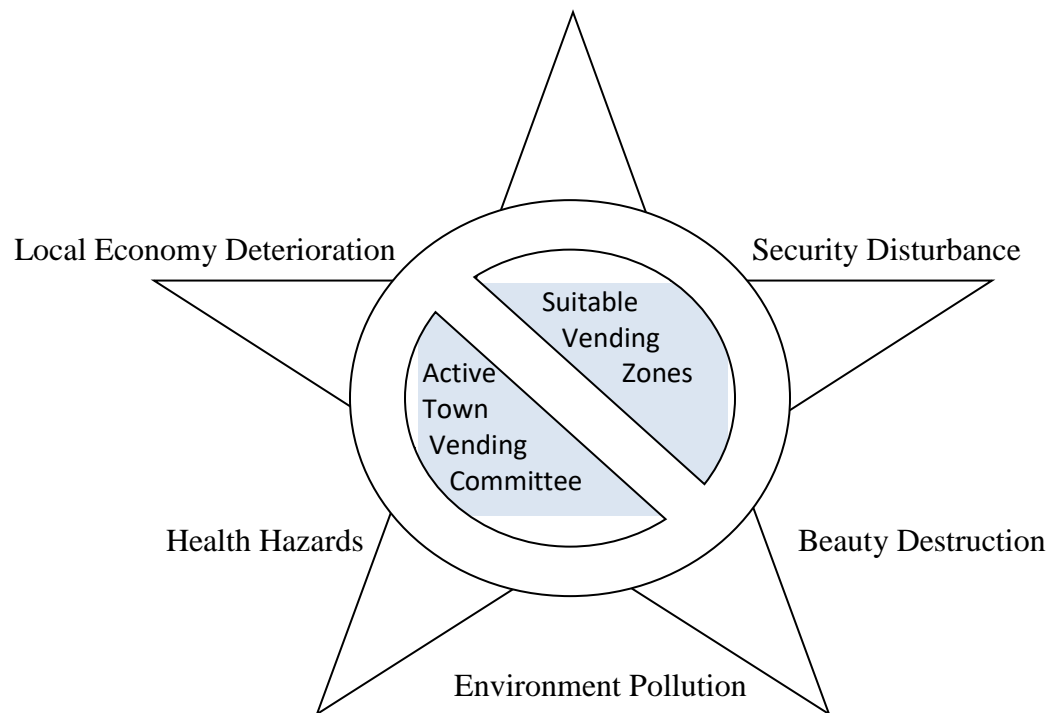 Local Economy Deterioration
Security Disturbance
Suitable
Vending
Zones
Active
Town
Vending
Committee
Health Hazards
Beauty Destruction
Environment Pollution